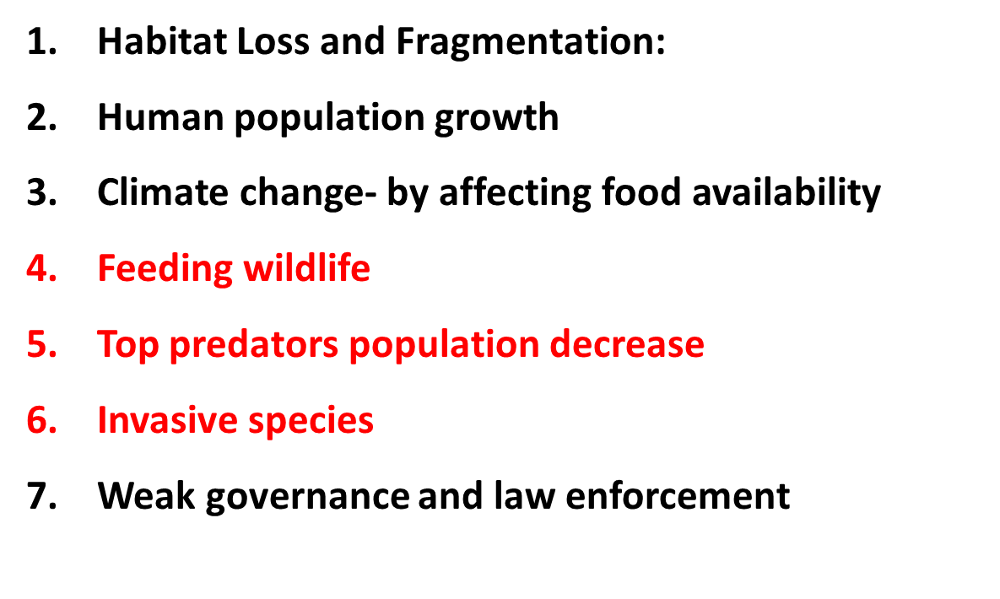 1. Habitat Loss and Fragmentation:
2. Human population growth
3. Climate change- by affecting food availability
4. Feeding wildlife
5. Top predators population decrease
6. Invasive species
7. Weak governance and law enforcement